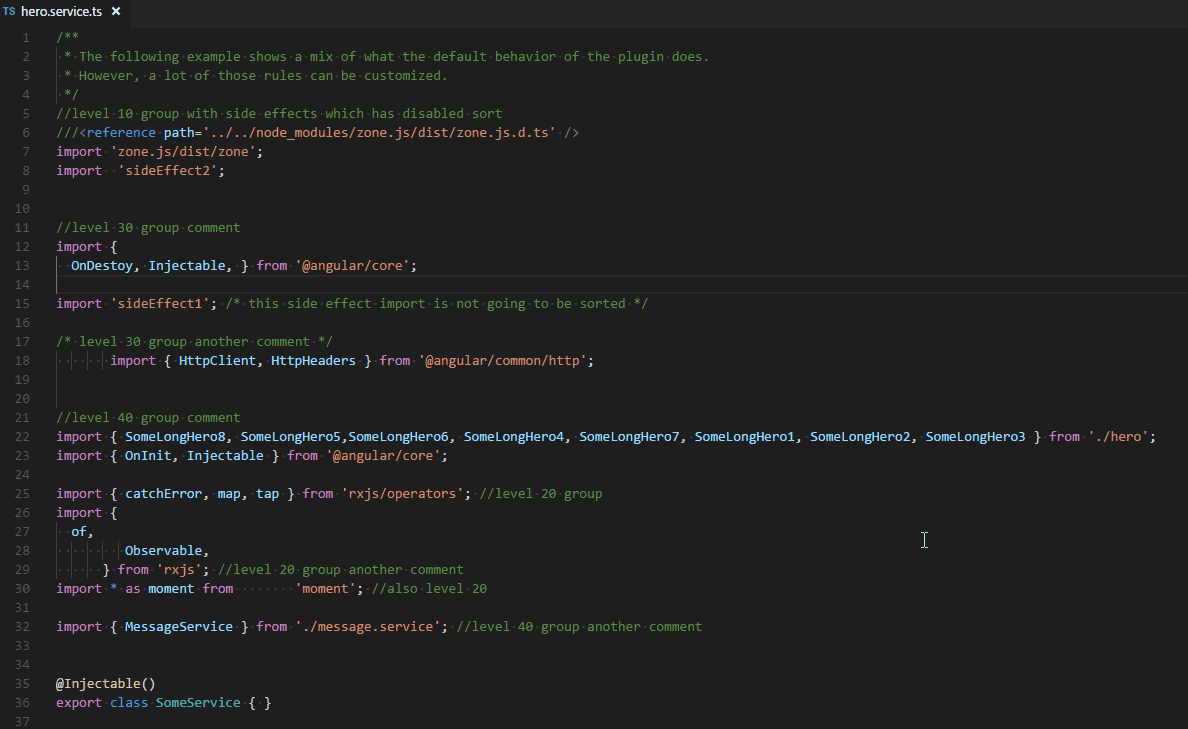 TS hero.service.ts ×
1 /**
2  * The following example shows a mix of what the default behavior of the plugin does.
3  * However, a lot of those rules can be customized.
4  */
5 //level 10 group with side effects which has disabled sort
6 ///<reference path='../../node_modules/zone.js/dist/zone.js.d.ts' />
7 import 'zone.js/dist/zone';
8 import  'sideEffect2';
9
10
11 //level 30 group comment
12 import {
13   OnDestoy, Injectable, } from '@angular/core';
14
15 import 'sideEffect1'; /* this side effect import is not going to be sorted */
16
17 /* level 30 group another comment */
18        import { HttpClient, HttpHeaders } from '@angular/common/http';
19
20
21 //level 40 group comment
22 import { SomeLongHero8, SomeLongHero5,SomeLongHero6, SomeLongHero4, SomeLongHero7, SomeLongHero1, SomeLongHero2, SomeLongHero3 } from './hero';
23 import { OnInit, Injectable } from '@angular/core';
24
25 import { catchError, map, tap } from 'rxjs/operators'; //level 20 group
26 import {
27   of,
28          Observable,
29       } from 'rxjs'; //level 20 group another comment
30 import * as moment from        'moment'; //also level 20
31
32 import { MessageService } from './message.service'; //level 40 group another comment
33
34
35 @Injectable()
36 export class SomeService { }
37